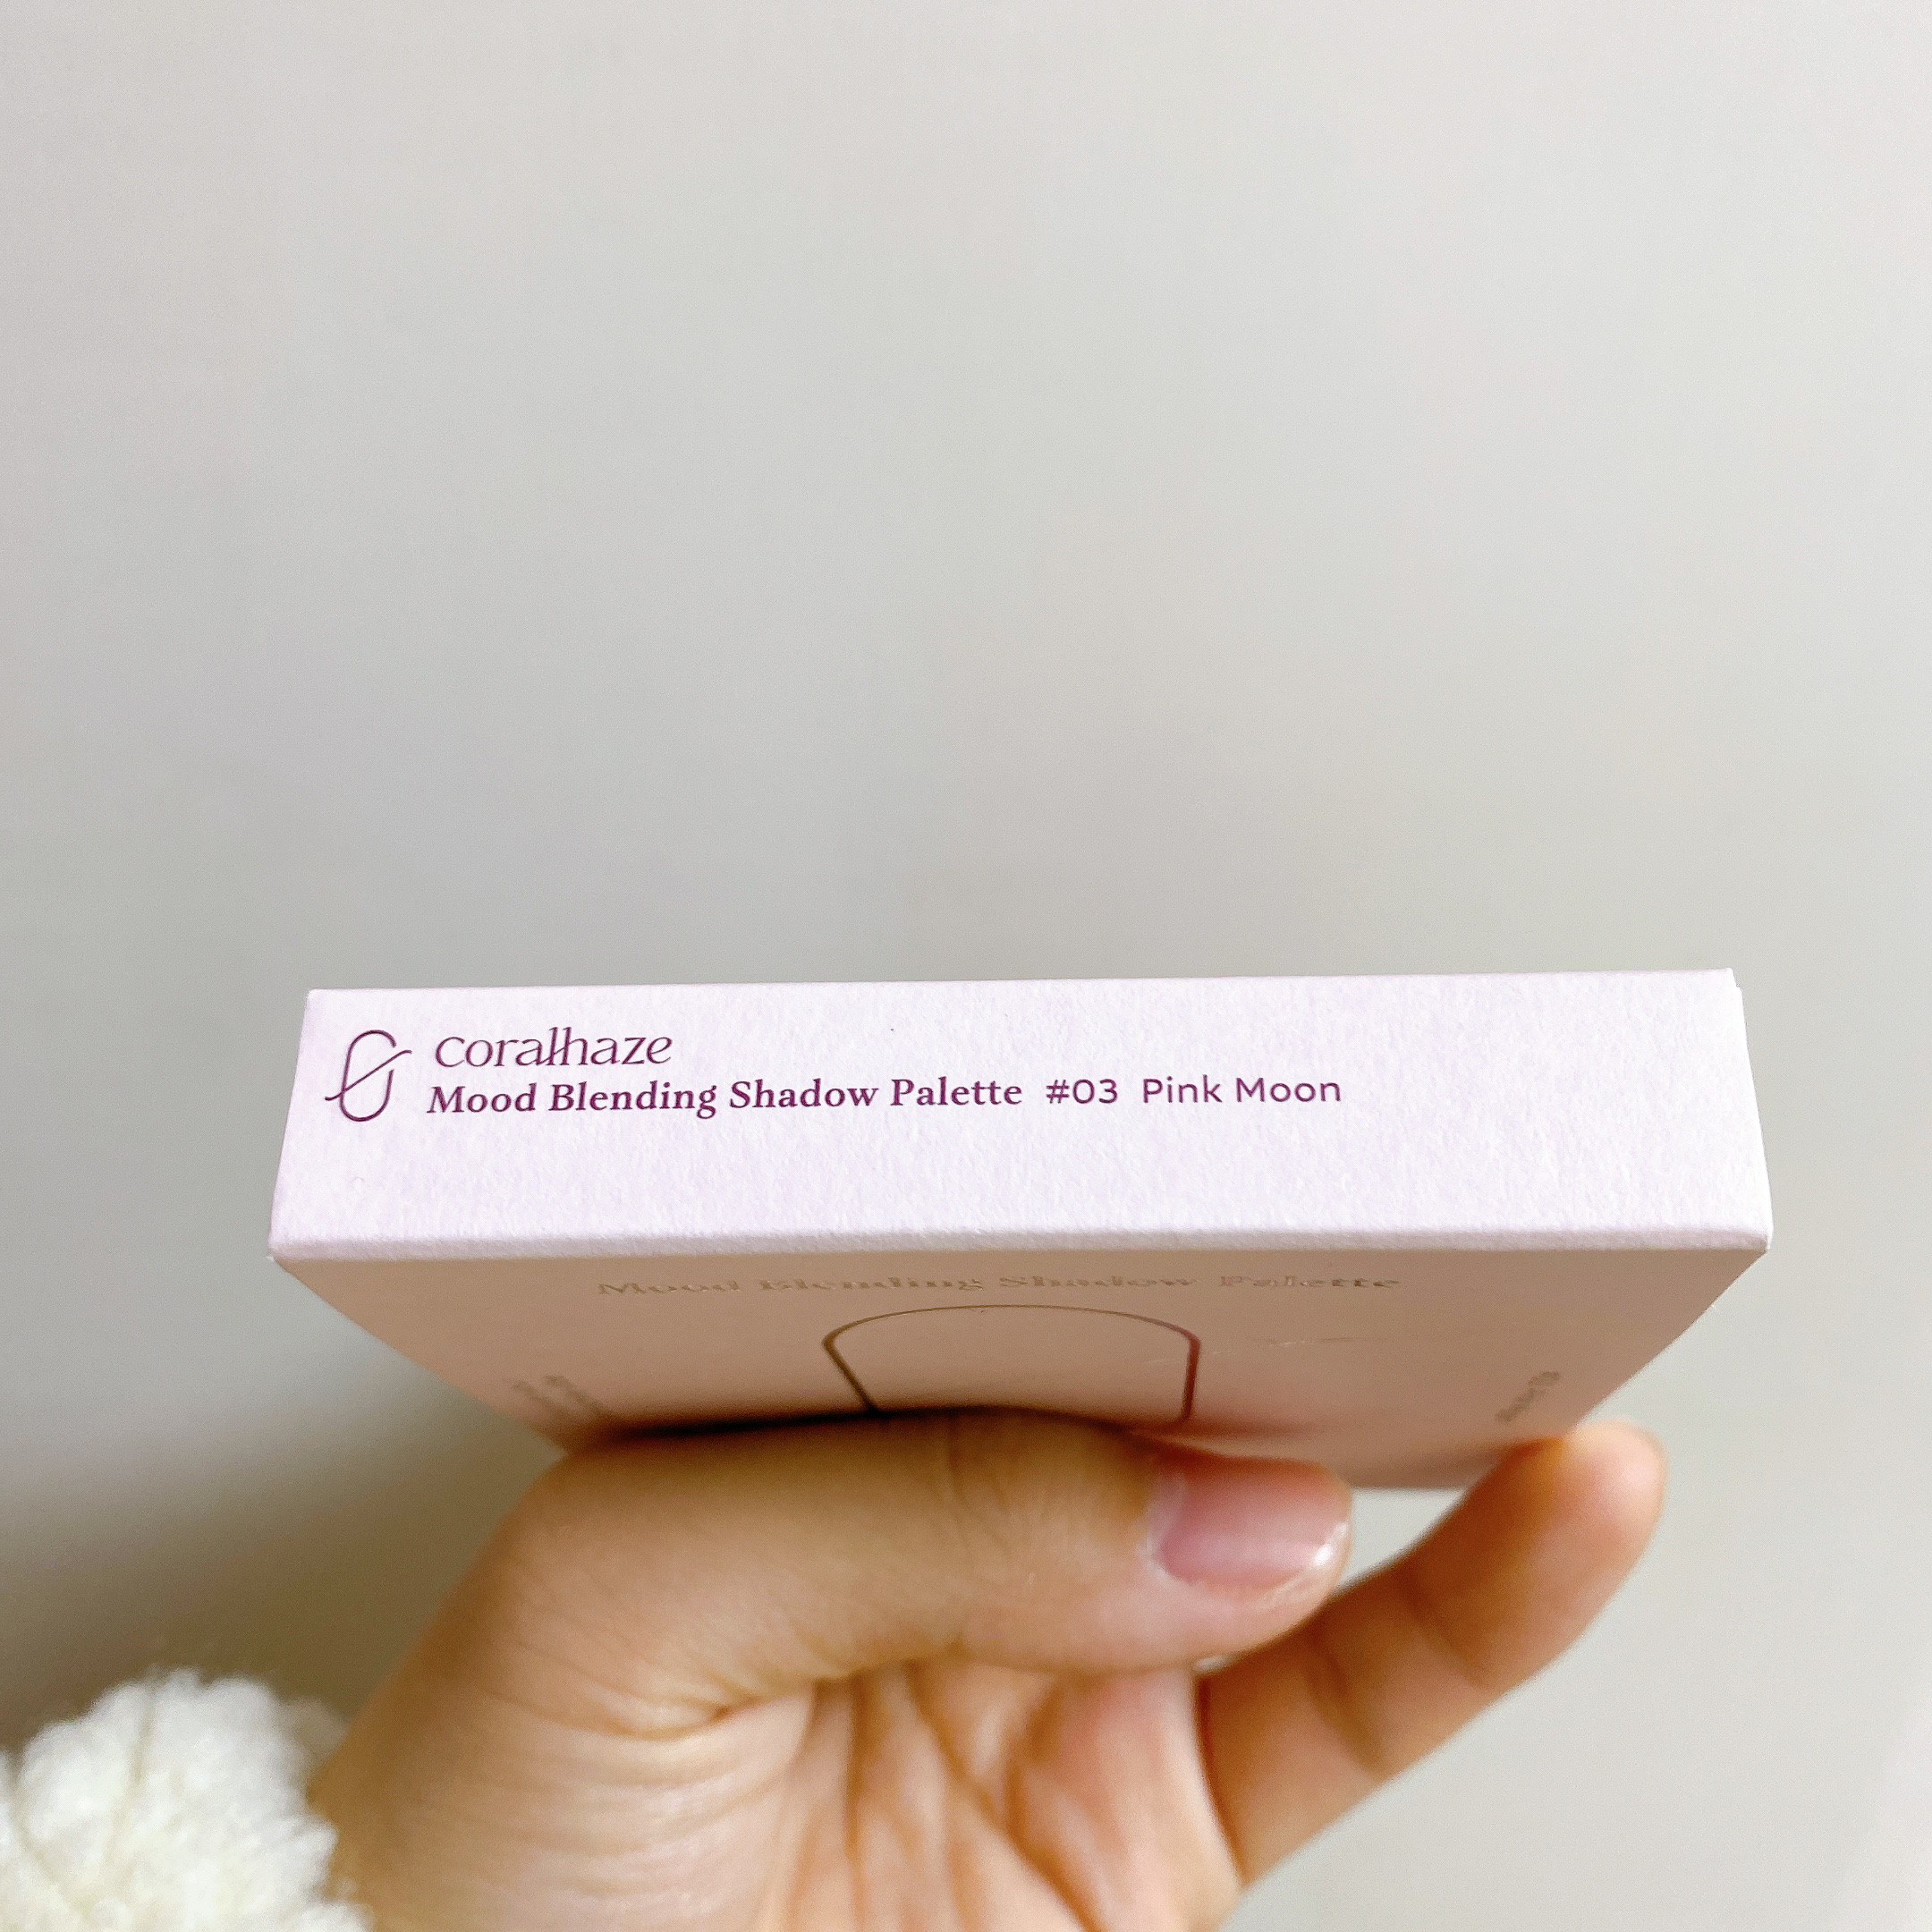 coralhaze
Mood Blending Shadow Palette #03 Pink Moon
Mood Blending Shadow Palette